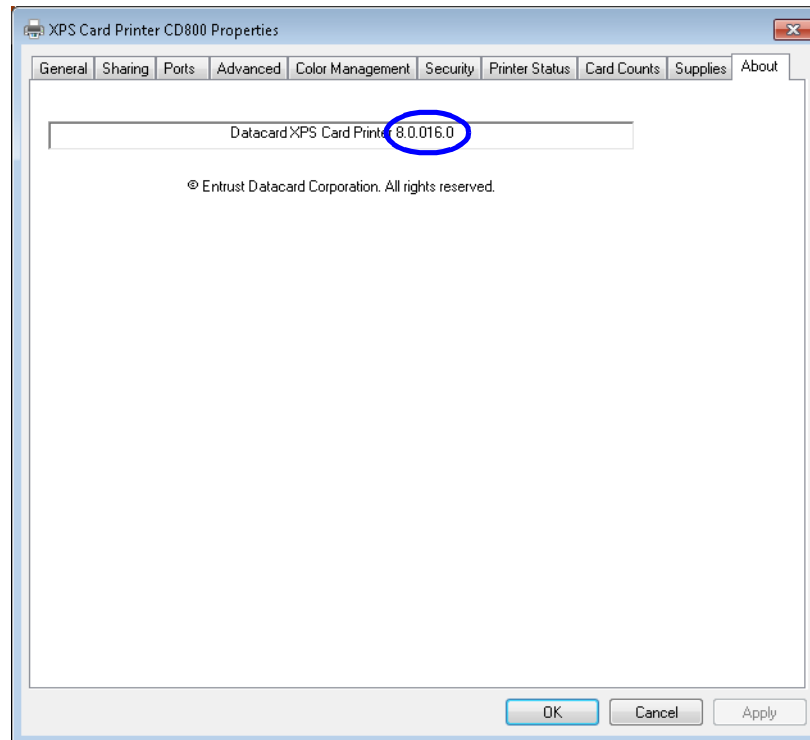 XPS Card Printer CD800 Properties
General Sharing Ports Advanced Color Management Security Printer Status Card Counts Supplies About
Datacard XPS Card Printer 8.0.016.0
© Entrust Datacard Corporation. All rights reserved.
OK Cancel Apply